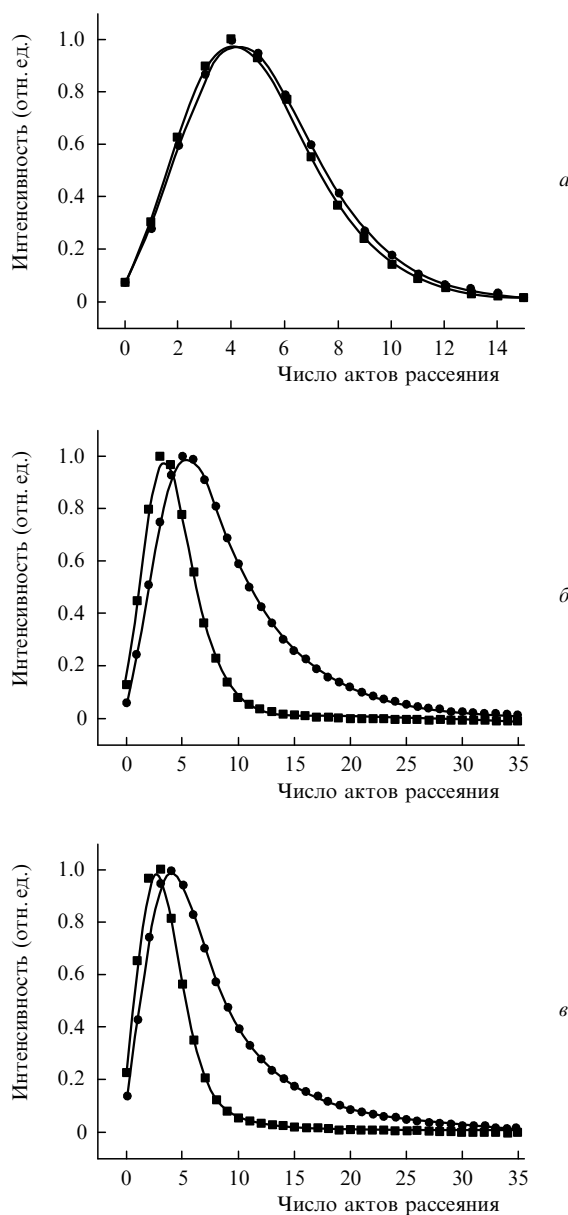 Интенсивность (отн. ед.)
1.0
0.8
0.6
0.4
0.2
0
0 2 4 6 8 10 12 14
Число актов рассеяния
а
Интенсивность (отн. ед.)
1.0
0.8
0.6
0.4
0.2
0
0 5 10 15 20 25 30 35
Число актов рассеяния
б
Интенсивность (отн. ед.)
1.0
0.8
0.6
0.4
0.2
0
0 5 10 15 20 25 30 35
Число актов рассеяния
в